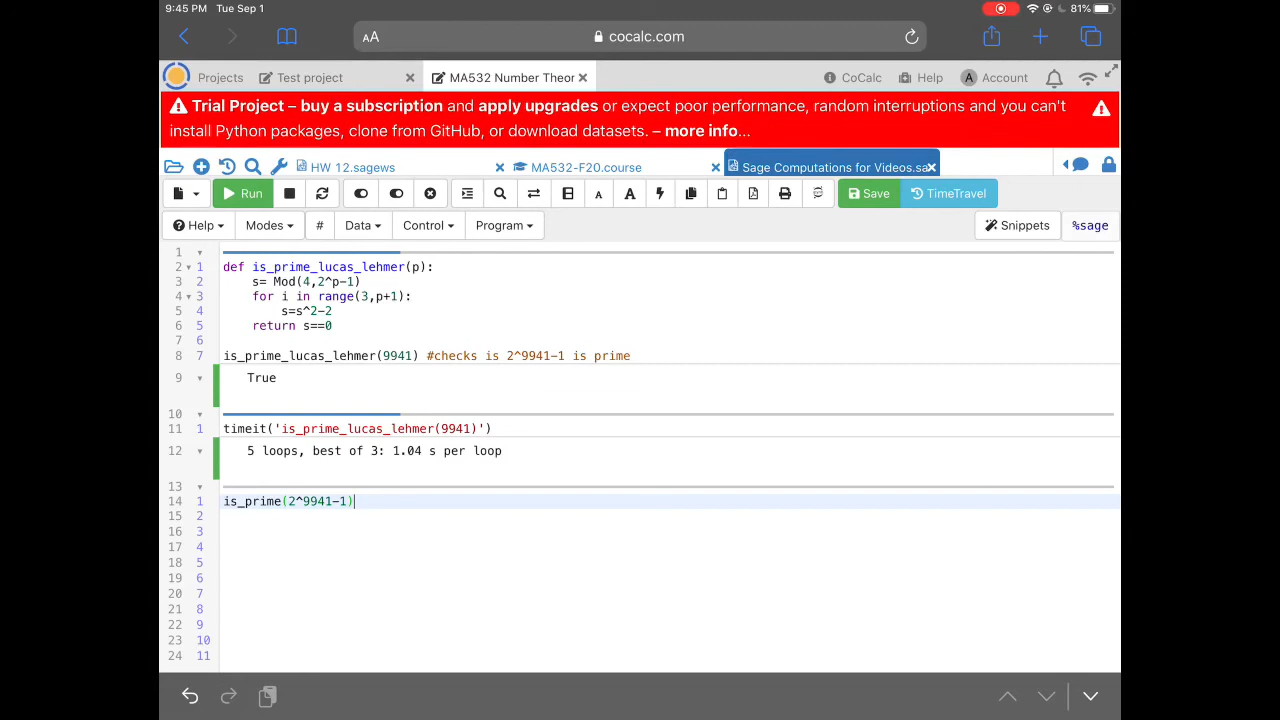 9:45 PM Tue Sep 1
81%
AA cocalc.com
Projects Test project MA532 Number Theor CoCalc Help Account
Trial Project – buy a subscription and apply upgrades or expect poor performance, random interruptions and you can't
install Python packages, clone from GitHub, or download datasets. – more info...
HW 12.sagews MA532-F20.course Sage Computations for Videos.sa
Run A A Save TimeTravel
Help Modes # Data Control Program Snippets %sage
1
2 1 def is_prime_lucas_lehmer(p):
3 2 s= Mod(4,2^p-1)
4 3 for i in range(3,p+1):
5 4 s=s^2-2
6 5 return s==0
7 6
8 7 is_prime_lucas_lehmer(9941) #checks is 2^9941-1 is prime
9 True
10
11 1 timeit('is_prime_lucas_lehmer(9941)')
12 5 loops, best of 3: 1.04 s per loop
13
14 1 is_prime(2^9941-1)
15 2
16 3
17 4
18 5
19 6
20 7
21 8
22 9
23 10
24 11